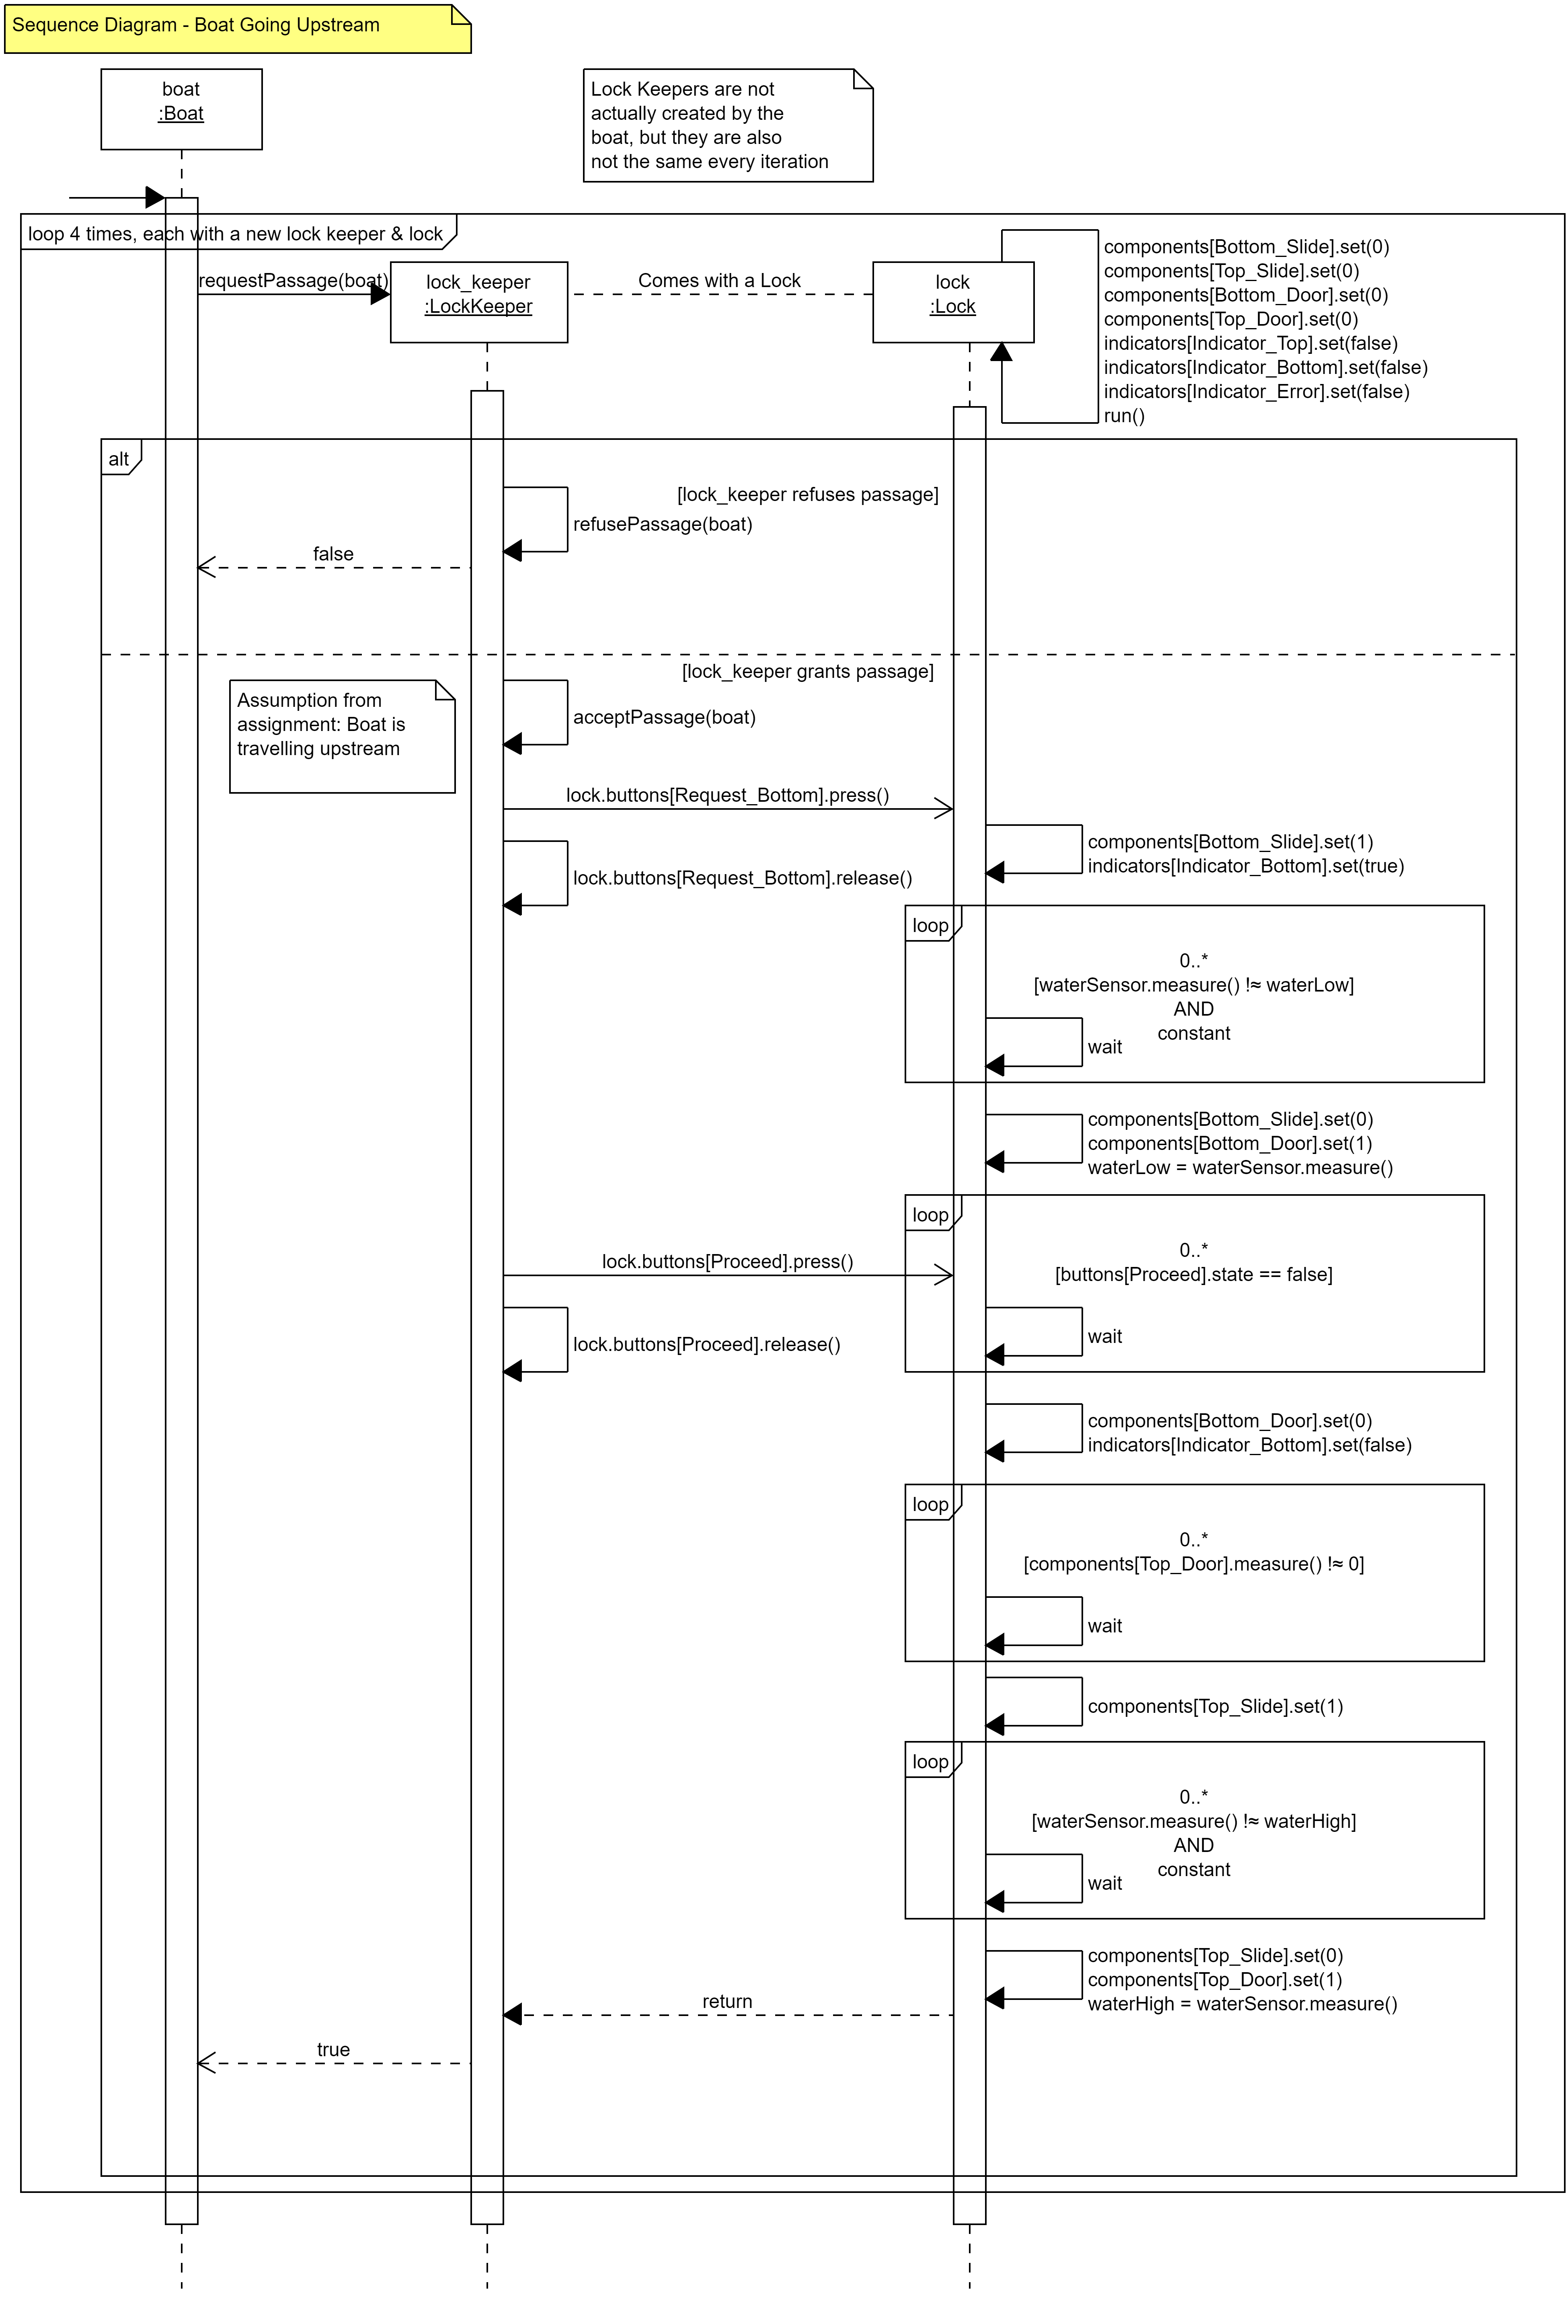 Sequence Diagram - Boat Going Upstream
boat
:Boat
Lock Keepers are not
actually created by the
boat, but they are also
not the same every iteration
loop 4 times, each with a new lock keeper & lock
requestPassage(boat)
lock_keeper
:LockKeeper
Comes with a Lock
lock
:Lock
components[Bottom_Slide].set(0)
components[Top_Slide].set(0)
components[Bottom_Door].set(0)
components[Top_Door].set(0)
indicators[Indicator_Top].set(false)
indicators[Indicator_Bottom].set(false)
indicators[Indicator_Error].set(false)
run()
alt
[lock_keeper refuses passage]
refusePassage(boat)
false
[lock_keeper grants passage]
Assumption from
assignment: Boat is
travelling upstream
acceptPassage(boat)
lock.buttons[Request_Bottom].press()
components[Bottom_Slide].set(1)
indicators[Indicator_Bottom].set(true)
lock.buttons[Request_Bottom].release()
loop
0..*
[waterSensor.measure() !≈ waterLow]
AND
constant
wait
components[Bottom_Slide].set(0)
components[Bottom_Door].set(1)
waterLow = waterSensor.measure()
loop
0..*
[buttons[Proceed].state == false]
lock.buttons[Proceed].press()
wait
lock.buttons[Proceed].release()
components[Bottom_Door].set(0)
indicators[Indicator_Bottom].set(false)
loop
0..*
[components[Top_Door].measure() !≈ 0]
wait
components[Top_Slide].set(1)
loop
0..*
[waterSensor.measure() !≈ waterHigh]
AND
constant
wait
components[Top_Slide].set(0)
components[Top_Door].set(1)
waterHigh = waterSensor.measure()
return
true